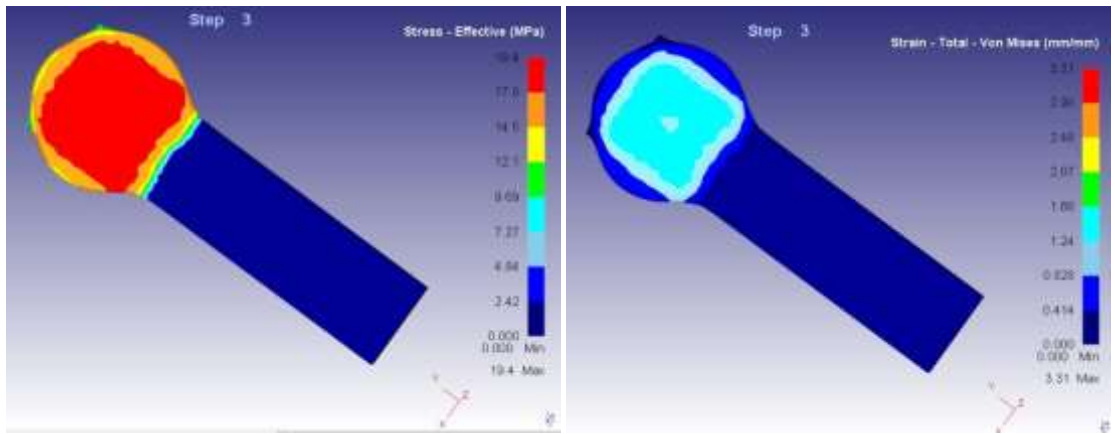 Step 3
Stress - Effective (MPa)
19.4
17.0
14.5
12.1
9.69
7.27
4.84
2.42
0.000
0.000 Min
19.4 Max
Y
Z
X
Step 3
Strain - Total - Von Mises (mm/mm)
3.31
2.90
2.48
2.07
1.66
1.24
0.828
0.414
0.000
0.000 Min
3.31 Max
Y
Z
X